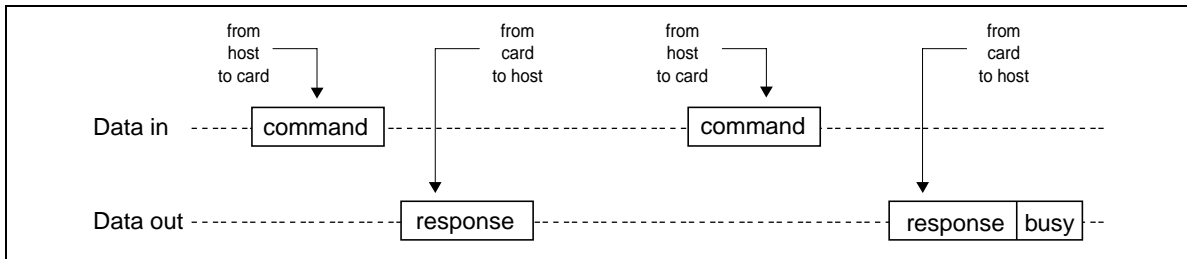 from
host
to card
from
card
to host
from
host
to card
from
card
to host
Data in
command
command
Data out
response
response
busy